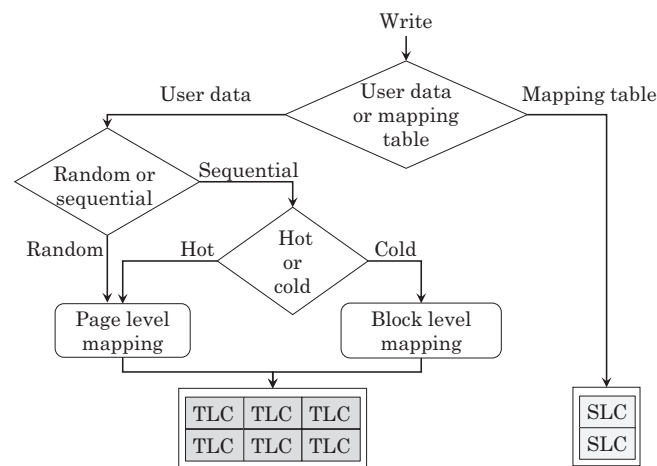 Write
User data
User data
or mapping
table
Mapping table
Random or
sequential
Sequential
Random
Hot
Hot
or
cold
Cold
Page level
mapping
Block level
mapping
TLC TLC TLC
TLC TLC TLC
SLC
SLC